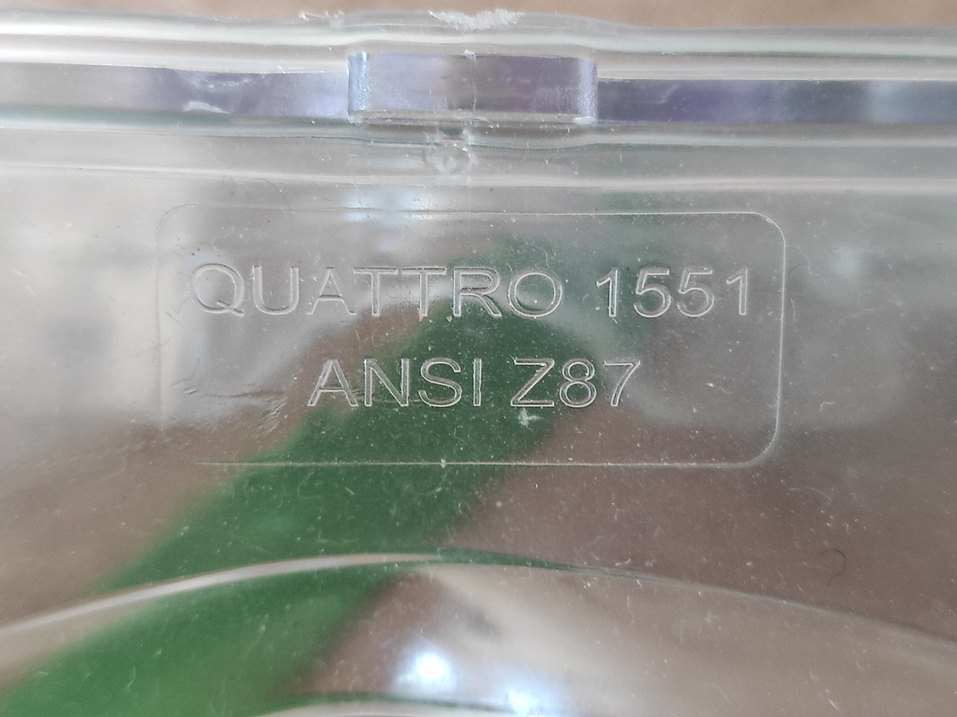 QUATTRO 1551
ANSI Z87